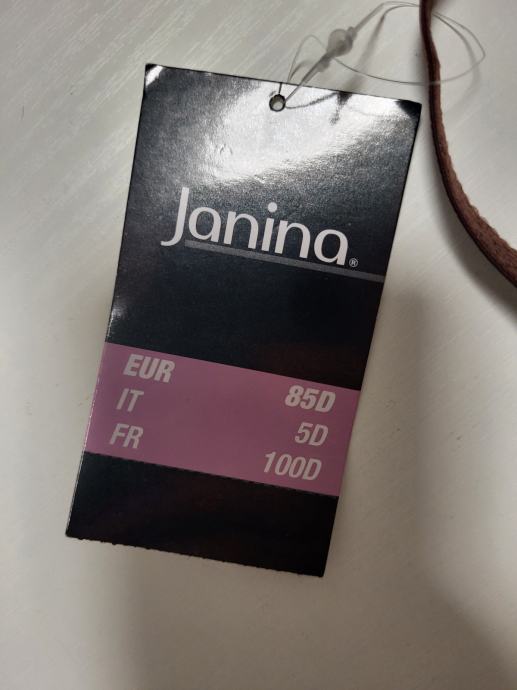 Janina®
EUR 85D
IT 5D
FR 100D